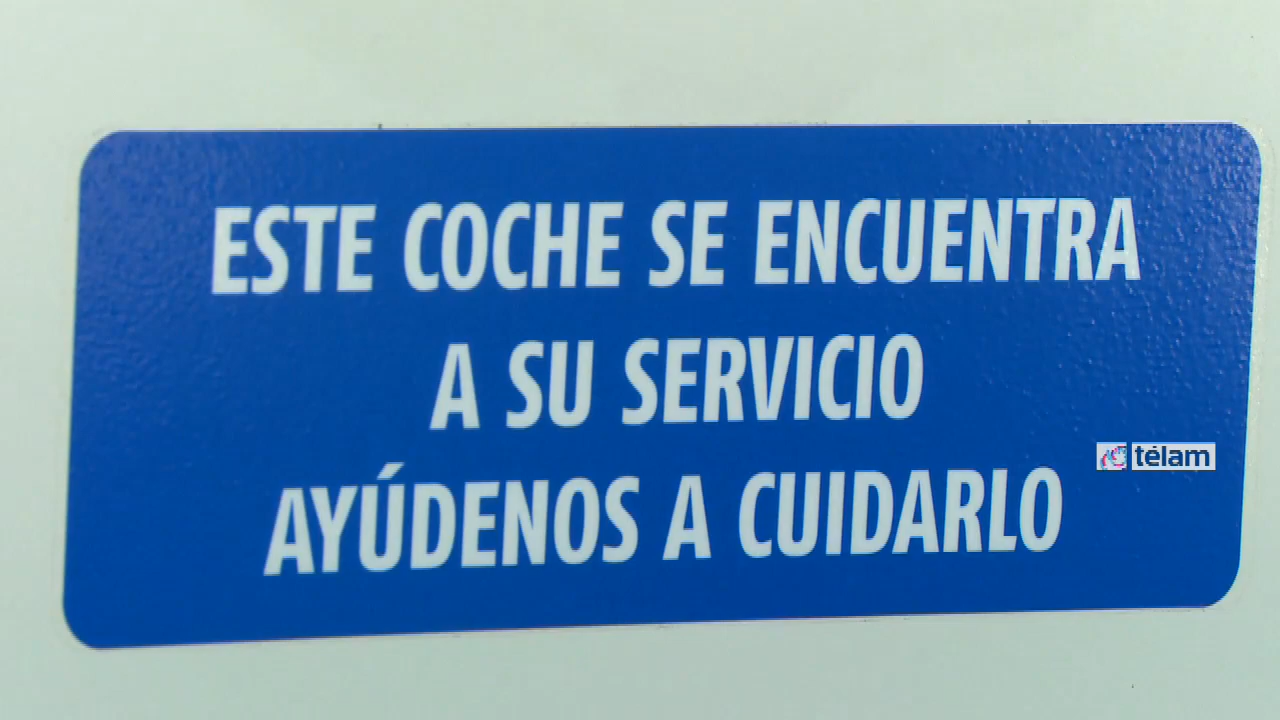 ESTE COCHE SE ENCUENTRA
A SU SERVICIO
télam
AYÚDENOS A CUIDARLO